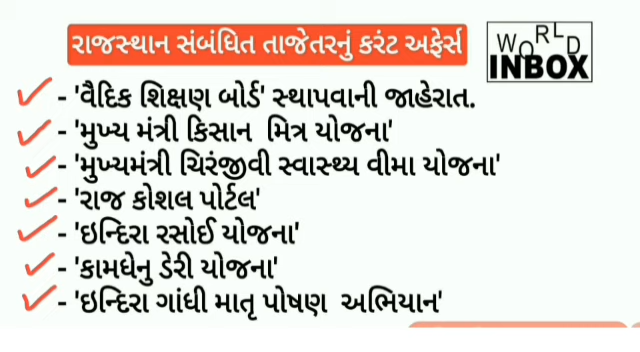 રાજસ્થાન સંબંધિત તાજેતરનું કરંટ અફેર્સ
WORLD
INBOX
- 'વૈદિક શિક્ષણ બોર્ડ' સ્થાપવાની જાહેરાત.
- 'મુખ્ય મંત્રી કિસાન મિત્ર યોજના'
- 'મુખ્યમંત્રી ચિરંજીવી સ્વાસ્થ્ય વીમા યોજના'
- 'રાજ કોશલ પોર્ટલ'
- 'ઇન્દિરા રસોઈ યોજના'
- 'કામધેનુ ડેરી યોજના'
- 'ઇન્દિરા ગાંધી માતૃ પોષણ અભિયાન'